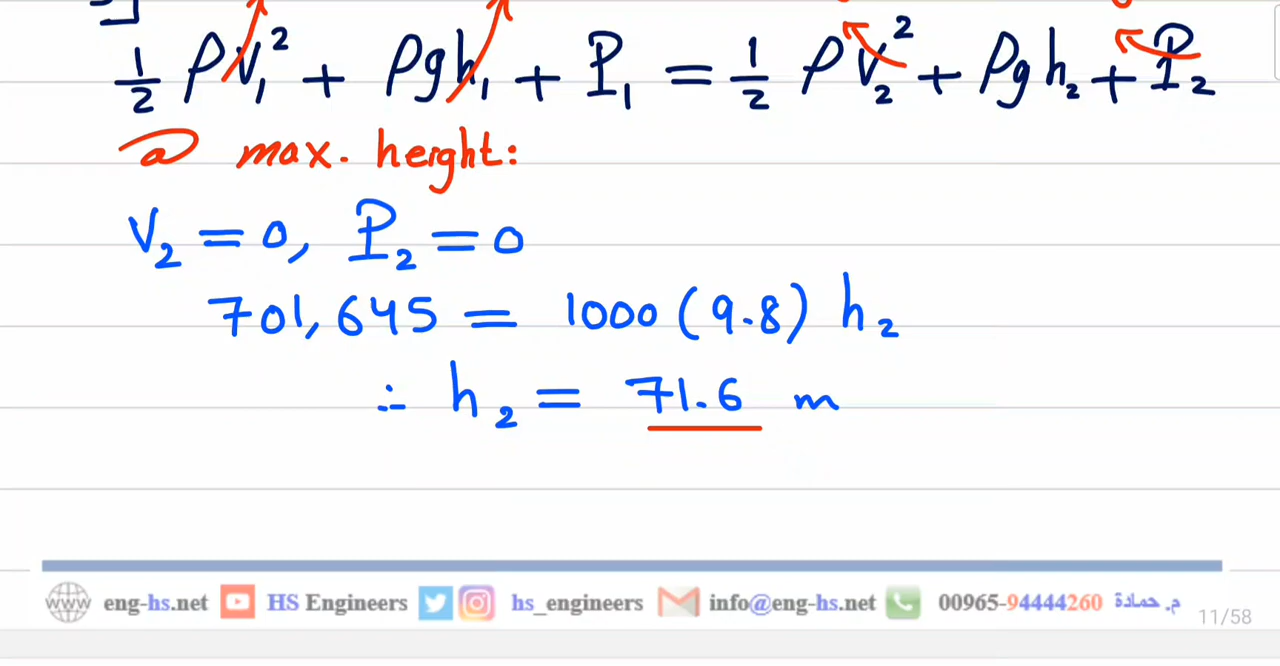 ½ ρV₁² + ρgh₁ + P₁ = ½ ρV₂² + ρgh₂ + P₂
@ max. height:
V₂ = 0, P₂ = 0
701,645 = 1000 (9.8) h₂
∴ h₂ = 71.6 m
www eng-hs.net HS Engineers hs_engineers info@eng-hs.net 00965-94444260 م. حمادة
11/58